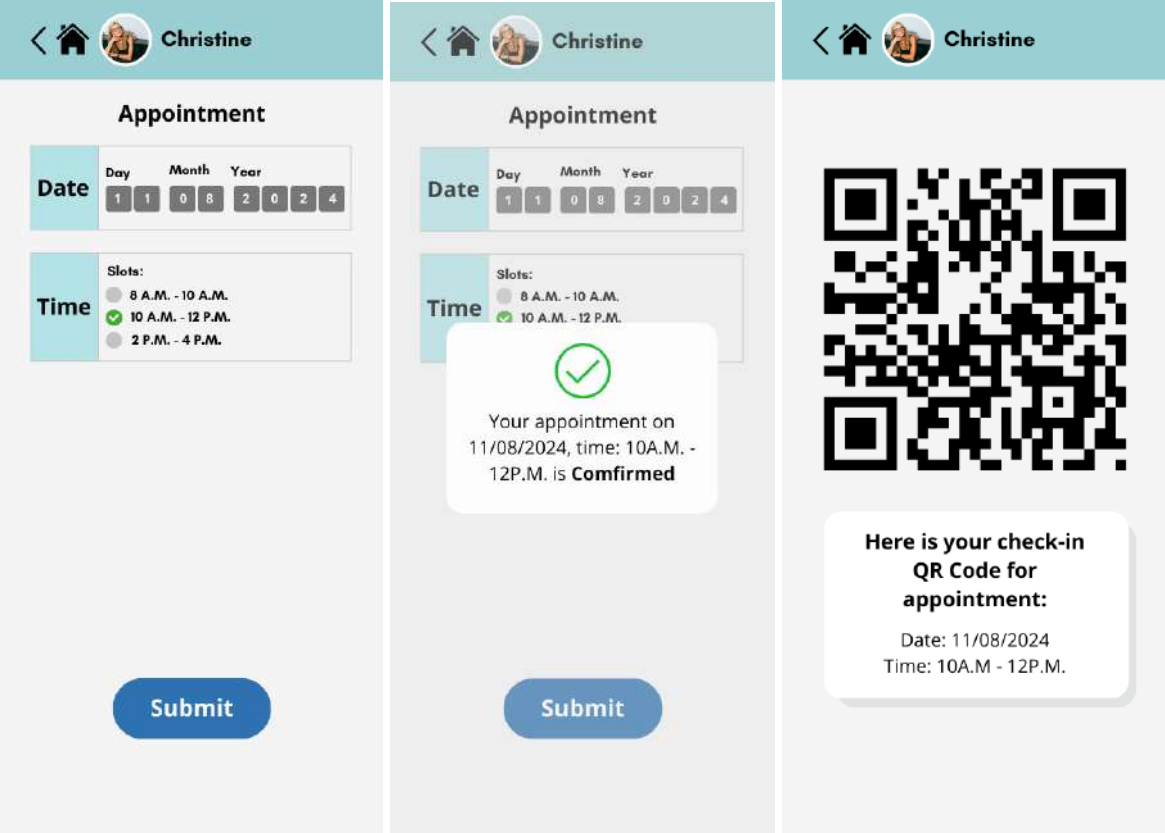 Christine
Appointment
Date
Day Month Year
1 1 0 8 2 0 2 4
Time
Slots:
8 A.M. - 10 A.M.
10 A.M. - 12 P.M.
2 P.M. - 4 P.M.
Submit
Christine
Appointment
Date
Day Month Year
1 1 0 8 2 0 2 4
Time
Slots:
8 A.M. - 10 A.M.
10 A.M. - 12 P.M.
Your appointment on
11/08/2024, time: 10A.M. -
12P.M. is Comfirmed
Submit
Christine
Here is your check-in
QR Code for
appointment:
Date: 11/08/2024
Time: 10A.M - 12P.M.